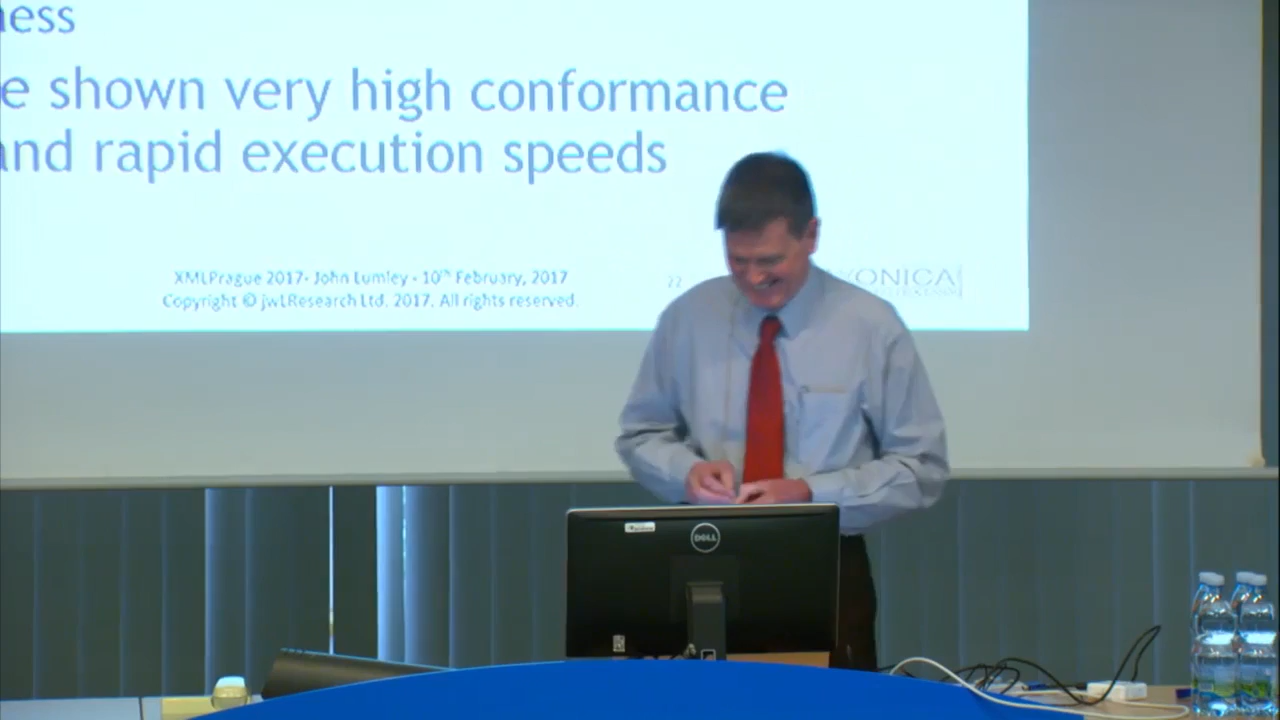 ness
e shown very high conformance
and rapid execution speeds
XMLPrague 2017- John Lumley - 10th February, 2017
22
YONICA
Copyright © jwLResearch Ltd. 2017. All rights reserved.
DELL